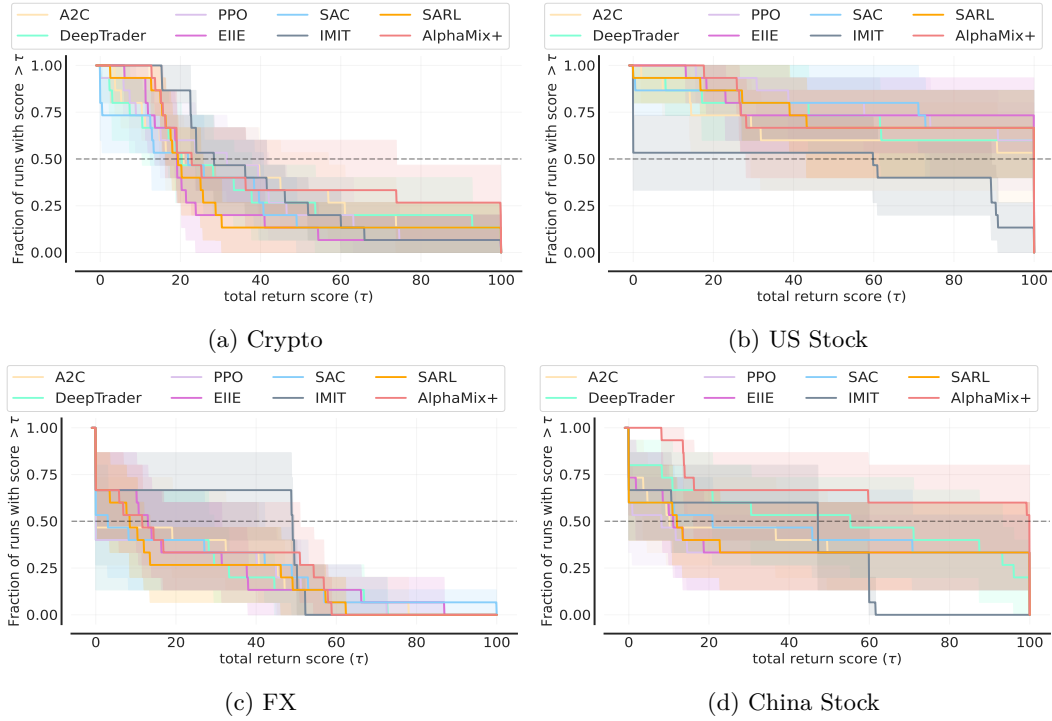 A2C PPO SAC SARL
DeepTrader EIIE IMIT AlphaMix+
Fraction of runs with score > τ
1.00
0.75
0.50
0.25
0.00
0 20 40 60 80 100
total return score (τ)
(a) Crypto
A2C PPO SAC SARL
DeepTrader EIIE IMIT AlphaMix+
Fraction of runs with score > τ
1.00
0.75
0.50
0.25
0.00
0 20 40 60 80 100
total return score (τ)
(b) US Stock
A2C PPO SAC SARL
DeepTrader EIIE IMIT AlphaMix+
Fraction of runs with score > τ
1.00
0.75
0.50
0.25
0.00
0 20 40 60 80 100
total return score (τ)
(c) FX
A2C PPO SAC SARL
DeepTrader EIIE IMIT AlphaMix+
Fraction of runs with score > τ
1.00
0.75
0.50
0.25
0.00
0 20 40 60 80 100
total return score (τ)
(d) China Stock